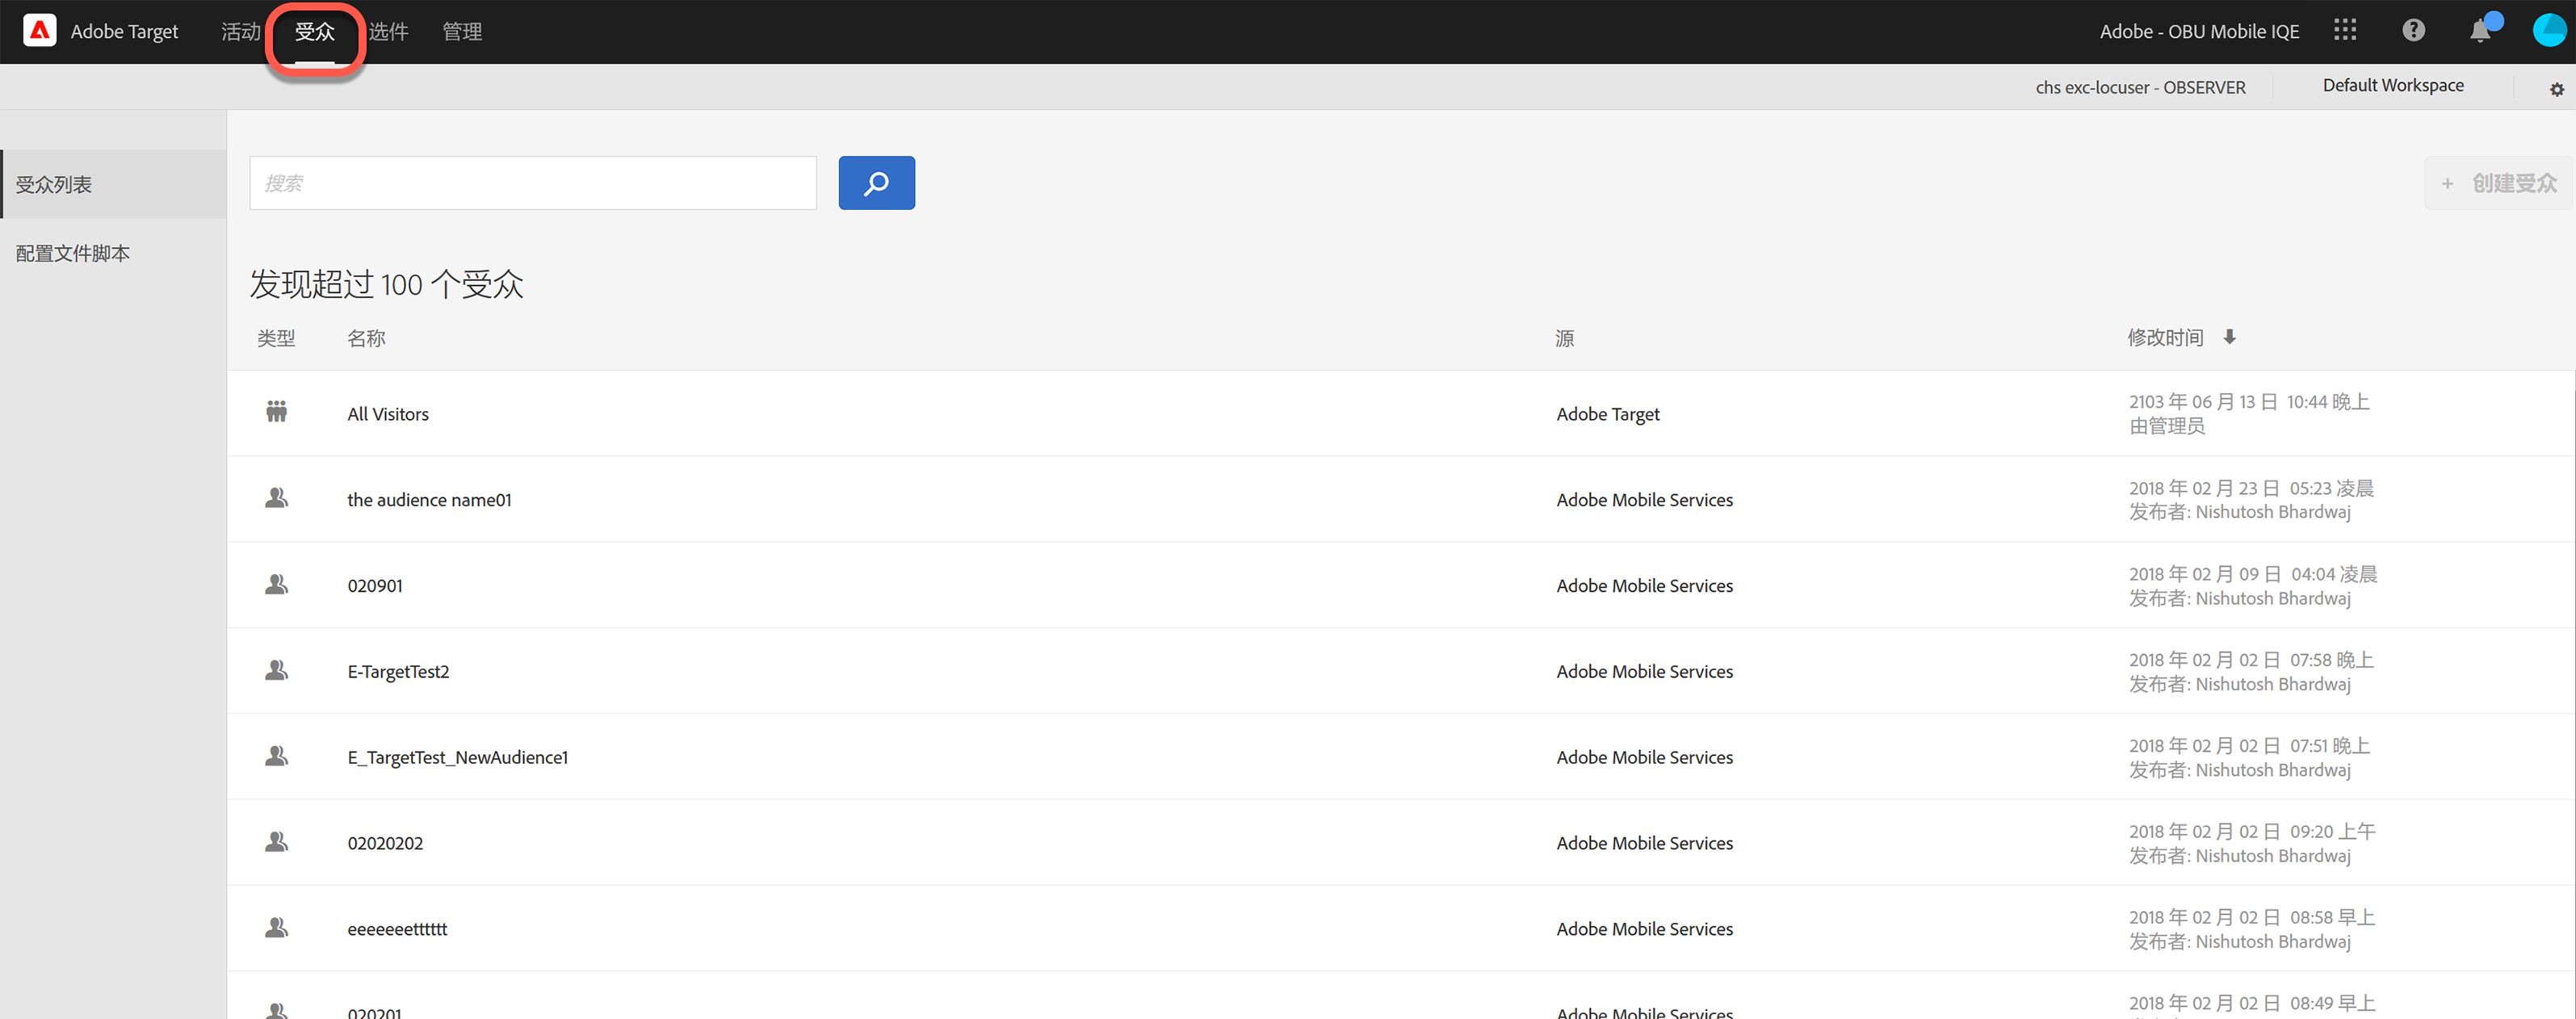 Adobe Target 活动 受众 选件 管理 Adobe - OBU Mobile IQE
chs exc-locuser - OBSERVER Default Workspace
受众列表
配置文件脚本
搜索
+ 创建受众
发现超过 100 个受众
类型 名称 源 修改时间
All Visitors Adobe Target 2103 年 06 月 13 日 10:44 晚上
由管理员
the audience name01 Adobe Mobile Services 2018 年 02 月 23 日 05:23 凌晨
发布者: Nishutosh Bhardwaj
020901 Adobe Mobile Services 2018 年 02 月 09 日 04:04 凌晨
发布者: Nishutosh Bhardwaj
E-TargetTest2 Adobe Mobile Services 2018 年 02 月 02 日 07:58 晚上
发布者: Nishutosh Bhardwaj
E_TargetTest_NewAudience1 Adobe Mobile Services 2018 年 02 月 02 日 07:51 晚上
发布者: Nishutosh Bhardwaj
02020202 Adobe Mobile Services 2018 年 02 月 02 日 09:20 上午
发布者: Nishutosh Bhardwaj
eeeeeeetttttt Adobe Mobile Services 2018 年 02 月 02 日 08:58 早上
发布者: Nishutosh Bhardwaj
020201 Adobe Mobile Services 2018 年 02 月 02 日 08:49 早上